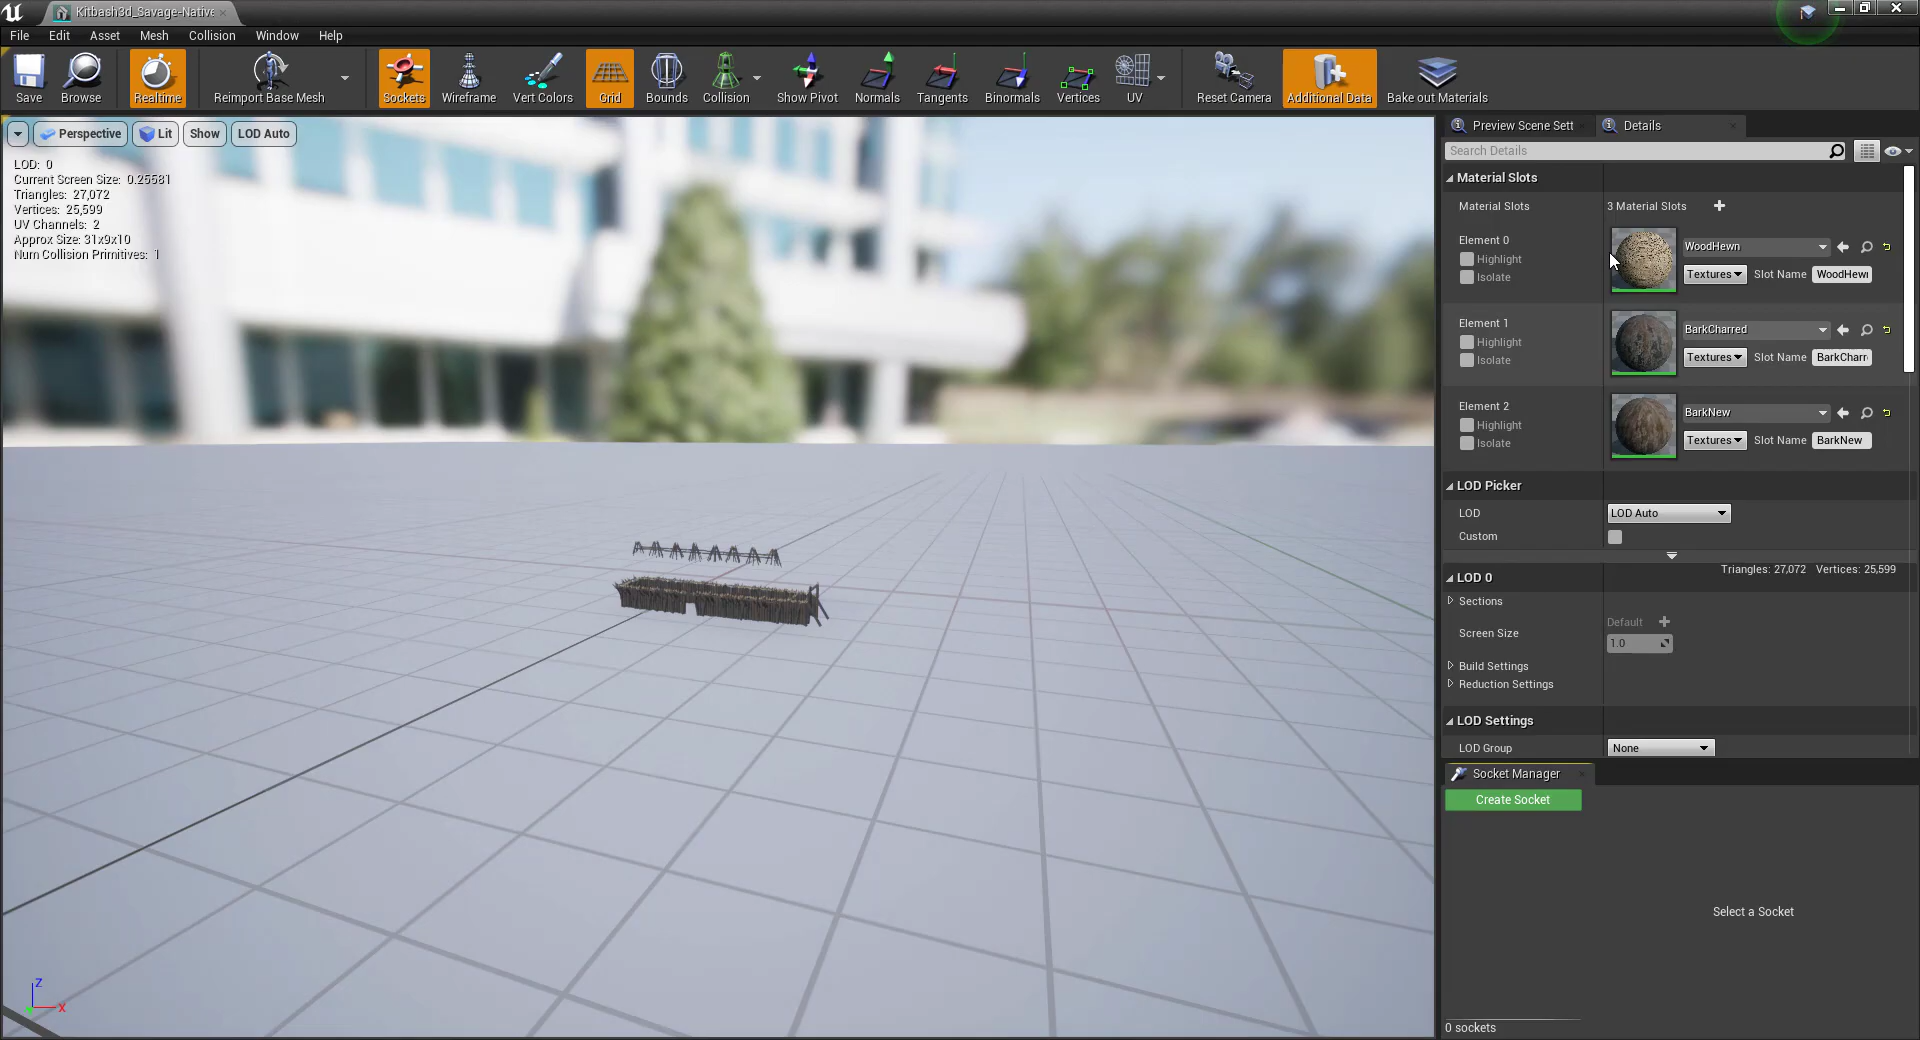 Kitbash3d_Savage-Native
File Edit Asset Mesh Collision Window Help
Save Browse Realtime Reimport Base Mesh Sockets Wireframe Vert Colors Grid Bounds Collision Show Pivot Normals Tangents Binormals Vertices UV Reset Camera Additional Data Bake out Materials
Perspective Lit Show LOD Auto
LOD: 0
Current Screen Size: 0.25581
Triangles: 27,072
Vertices: 25,599
UV Channels: 2
Approx Size: 31x9x10
Num Collision Primitives: 1
Z
X
Preview Scene Sett Details
Search Details
Material Slots
Material Slots 3 Material Slots
Element 0 WoodHewn
Highlight
Isolate Textures Slot Name WoodHewn
Element 1 BarkCharred
Highlight
Isolate Textures Slot Name BarkCharr
Element 2 BarkNew
Highlight
Isolate Textures Slot Name BarkNew
LOD Picker
LOD LOD Auto
Custom
Triangles: 27,072 Vertices: 25,599
LOD 0
Sections
Default
Screen Size
1.0
Build Settings
Reduction Settings
LOD Settings
LOD Group None
Socket Manager
Create Socket
Select a Socket
0 sockets